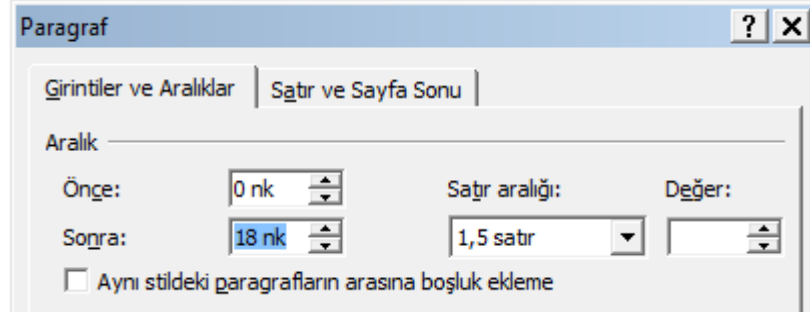 Paragraf ? X
Girintiler ve Aralıklar Satır ve Sayfa Sonu
Aralık
Önce: 0 nk Satır aralığı: Değer:
Sonra: 18 nk 1,5 satır
Aynı stildeki paragrafların arasına boşluk ekleme